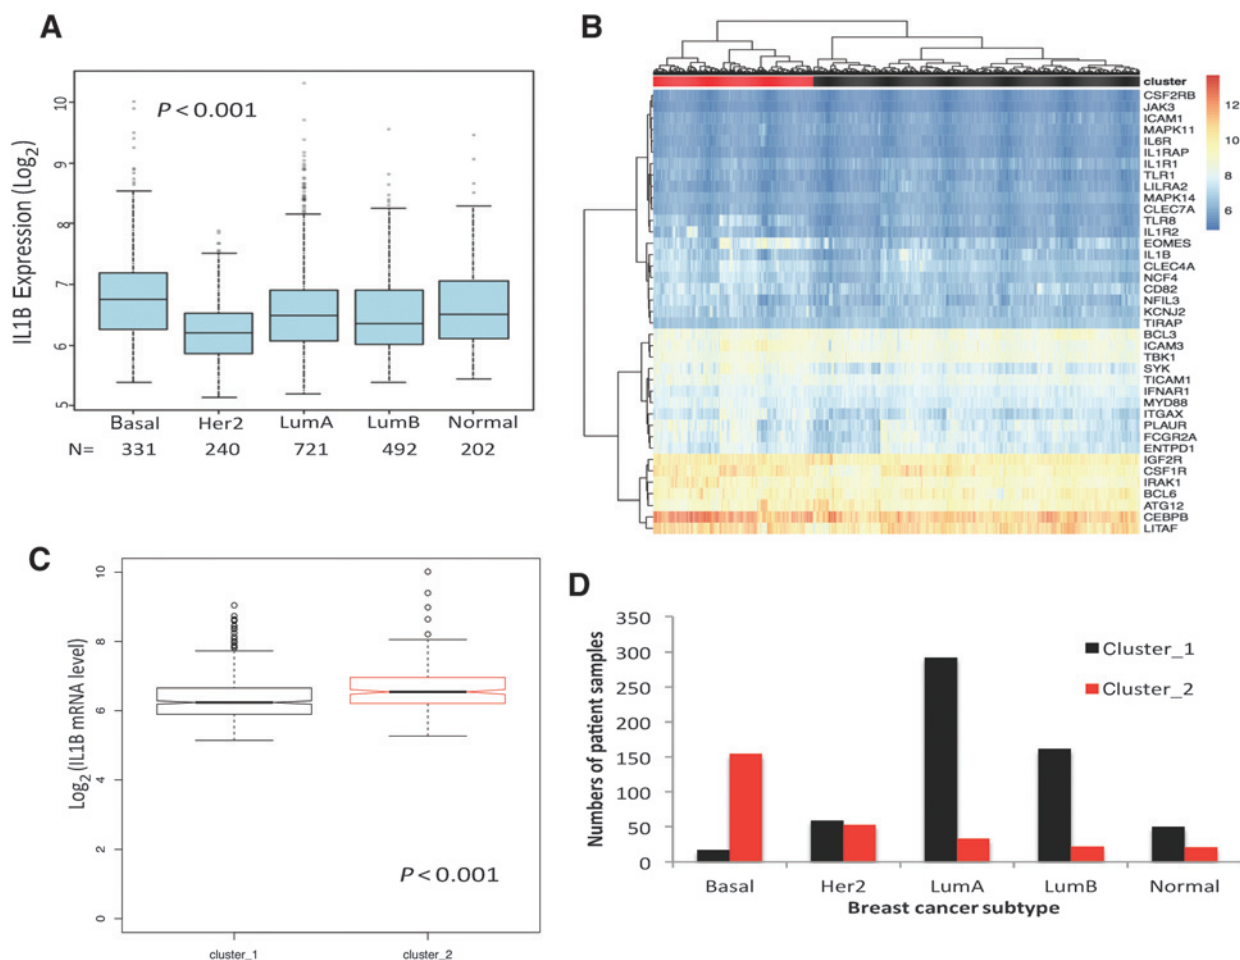 A
IL1B Expression (Log2)
10
9
8
7
6
5
P < 0.001
Basal Her2 LumA LumB Normal
N= 331 240 721 492 202
B
cluster
CSF2RB
JAK3
ICAM1
MAPK11
IL6R
IL1RAP
IL1R1
TLR1
LILRA2
MAPK14
CLEC7A
TLR8
IL1R2
EOMES
IL1B
CLEC4A
NCF4
CD82
NFIL3
KCNJ2
TIRAP
BCL3
ICAM3
TBK1
SYK
TICAM1
IFNAR1
MYD88
ITGAX
PLAUR
FCGR2A
ENTPD1
IGF2R
CSF1R
IRAK1
BCL6
ATG12
CEBPB
LITAF
12
10
8
6
C
Log2 (IL1B mRNA level)
10
8
6
4
2
0
P < 0.001
cluster_1 cluster_2
D
Numbers of patient samples
350
300
250
200
150
100
50
0
Cluster_1
Cluster_2
Basal Her2 LumA LumB Normal
Breast cancer subtype